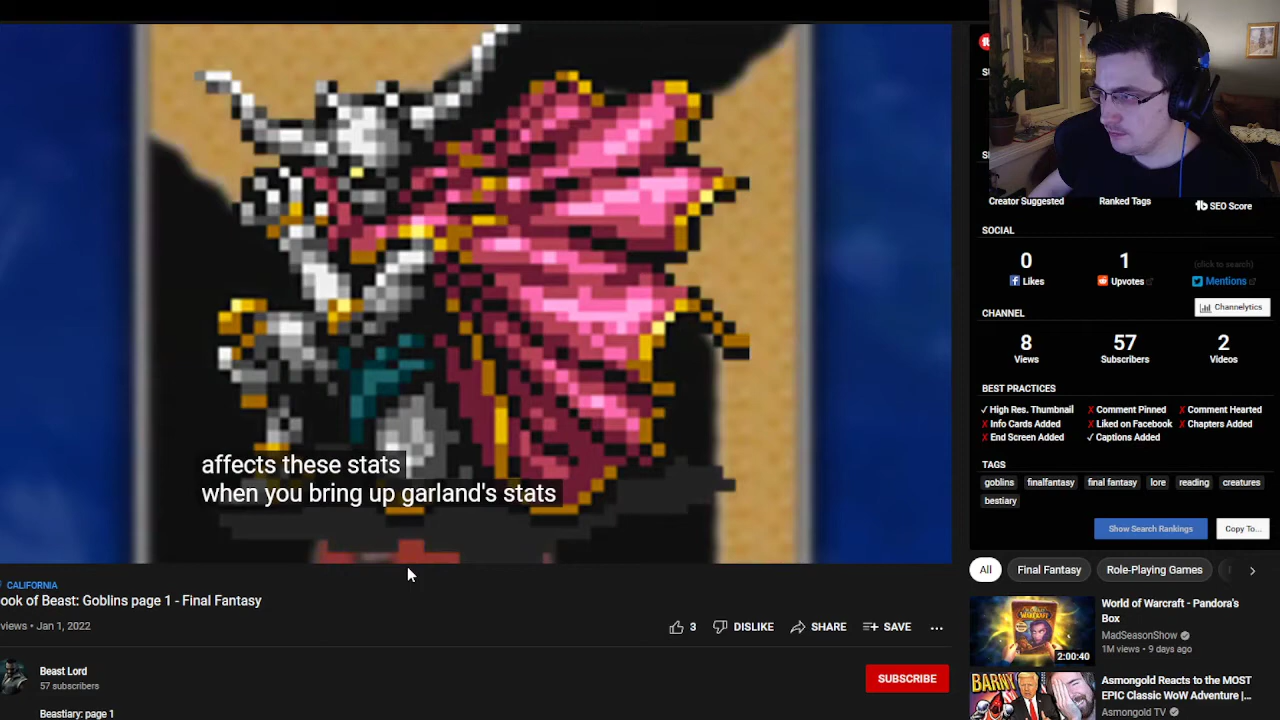 affects these stats
when you bring up garland's stats
CALIFORNIA
ook of Beast: Goblins page 1 - Final Fantasy
views • Jan 1, 2022
3
DISLIKE
SHARE
SAVE
Beast Lord
57 subscribers
SUBSCRIBE
Beastiary: page 1
Creator Suggested
Ranked Tags
SEO Score
SOCIAL
0
1
(click to search)
Likes
Upvotes
Mentions
Channelytics
CHANNEL
8
57
2
Views
Subscribers
Videos
BEST PRACTICES
✓ High Res. Thumbnail
✗ Comment Pinned
✗ Comment Hearted
✗ Info Cards Added
✗ Liked on Facebook
✗ Chapters Added
✗ End Screen Added
✓ Captions Added
TAGS
goblins
finalfantasy
final fantasy
lore
reading
creatures
bestiary
Show Search Rankings
Copy To...
All
Final Fantasy
Role-Playing Games
World of Warcraft - Pandora's
Box
MadSeasonShow
1M views • 9 days ago
2:00:40
Asmongold Reacts to the MOST
EPIC Classic WoW Adventure |...
Asmongold TV
BARNY